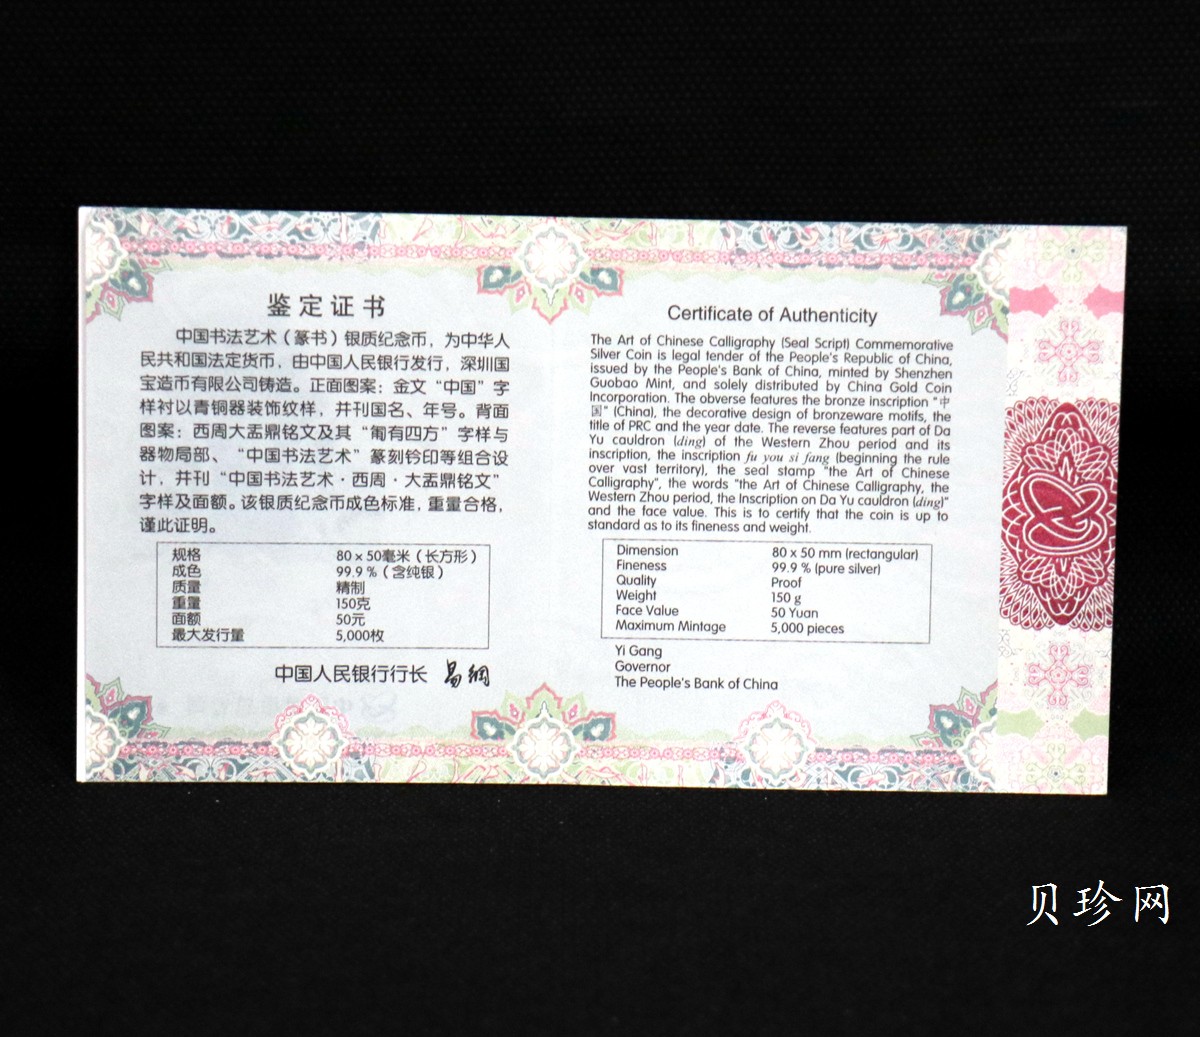 鉴定证书
中国书法艺术（篆书）银质纪念币，为中华人
民共和国法定货币，由中国人民银行发行，深圳国
宝造币有限公司铸造。正面图案：金文“中国”字
样衬以青铜器装饰纹样，并刊国名、年号。背面
图案：西周大盂鼎铭文及其“匍有四方”字样与
器物局部、“中国书法艺术”篆刻钤印等组合设
计，并刊“中国书法艺术·西周·大盂鼎铭文”
字样及面额。该银质纪念币成色标准，重量合格，
谨此证明。
规格 80×50毫米（长方形）
成色 99.9％（含纯银）
质量 精制
重量 150克
面额 50元
最大发行量 5,000枚
中国人民银行行长 易纲
Certificate of Authenticity
The Art of Chinese Calligraphy (Seal Script) Commemorative
Silver Coin is legal tender of the People's Republic of China,
issued by the People's Bank of China, minted by Shenzhen
Guobao Mint, and solely distributed by China Gold Coin
Incorporation. The obverse features the bronze inscription "中
国" (China), the decorative design of bronzeware motifs, the
title of PRC and the year date. The reverse features part of Da
Yu cauldron (ding) of the Western Zhou period and its
inscription, the inscription fu you si fang (beginning the rule
over vast territory), the seal stamp "the Art of Chinese
Calligraphy", the words "the Art of Chinese Calligraphy, the
Western Zhou period, the Inscription on Da Yu cauldron (ding)"
and the face value. This is to certify that the coin is up to
standard as to its fineness and weight.
Dimension 80 x 50 mm (rectangular)
Fineness 99.9 % (pure silver)
Quality Proof
Weight 150 g
Face Value 50 Yuan
Maximum Mintage 5,000 pieces
Yi Gang
Governor
The People's Bank of China
贝珍网